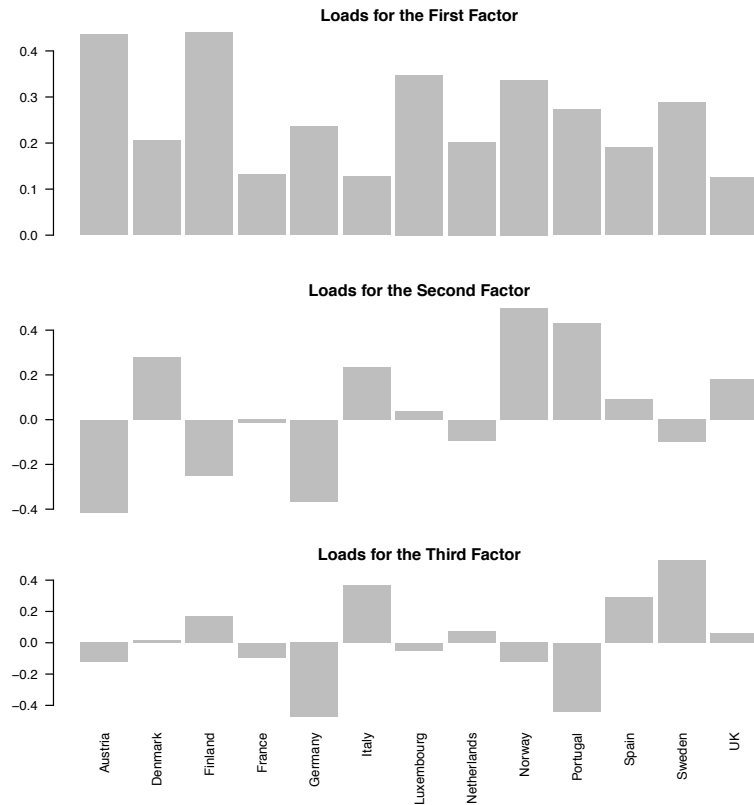 Loads for the First Factor
0.4
0.3
0.2
0.1
0.0
Loads for the Second Factor
0.4
0.2
0.0
−0.2
−0.4
Loads for the Third Factor
0.4
0.2
0.0
−0.2
−0.4
Austria
Denmark
Finland
France
Germany
Italy
Luxembourg
Netherlands
Norway
Portugal
Spain
Sweden
UK